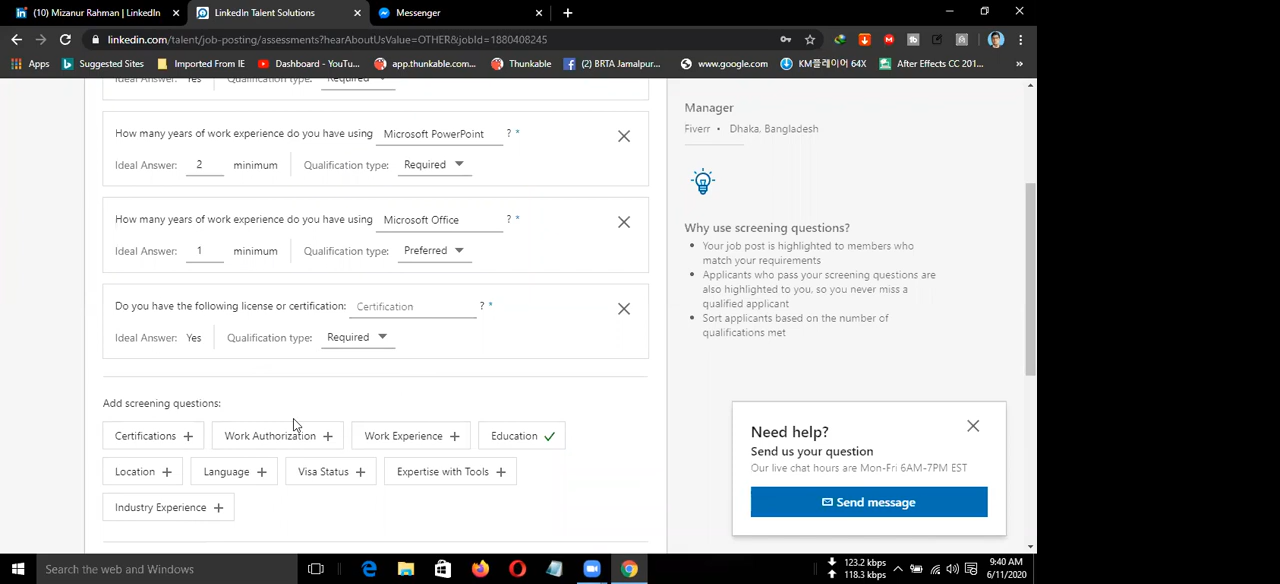 (10) Mizanur Rahman | LinkedIn
LinkedIn Talent Solutions
Messenger
linkedin.com/talent/job-posting/assessments?hearAboutUsValue=OTHER&jobId=1880408245
Apps
Suggested Sites
Imported From IE
Dashboard - YouTu...
app.thunkable.com...
Thunkable
(2) BRTA Jamalpur...
www.google.com
KM플레이어 64X
After Effects CC 201...
»
Ideal Answer: Yes Qualification type: Required
How many years of work experience do you have using Microsoft PowerPoint ? *
Ideal Answer: 2 minimum Qualification type: Required
How many years of work experience do you have using Microsoft Office ? *
Ideal Answer: 1 minimum Qualification type: Preferred
Do you have the following license or certification: Certification ? *
Ideal Answer: Yes Qualification type: Required
Add screening questions:
Certifications +
Work Authorization +
Work Experience +
Education
Location +
Language +
Visa Status +
Expertise with Tools +
Industry Experience +
Manager
Fiverr • Dhaka, Bangladesh
Why use screening questions?
• Your job post is highlighted to members who
match your requirements
• Applicants who pass your screening questions are
also highlighted to you, so you never miss a
qualified applicant
• Sort applicants based on the number of
qualifications met
Need help?
Send us your question
Our live chat hours are Mon-Fri 6AM-7PM EST
Send message
Search the web and Windows
123.2 kbps
118.3 kbps
9:40 AM
6/11/2020